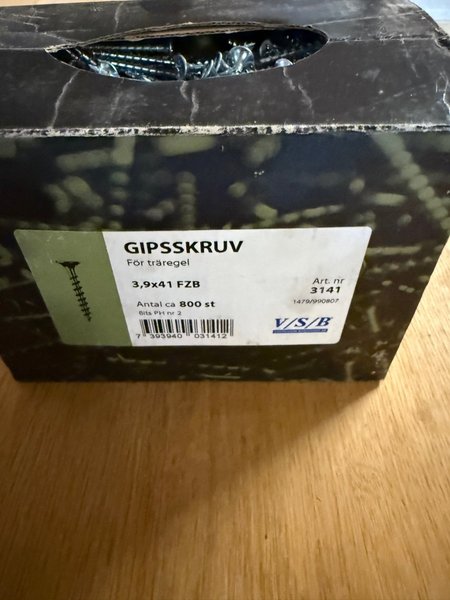 GIPSSKRUV
För träregel
3,9x41 FZB
Art. nr
3141
Antal ca 800 st
1479/990807
Bits PH nr 2
V/S/B
7 393940 031412